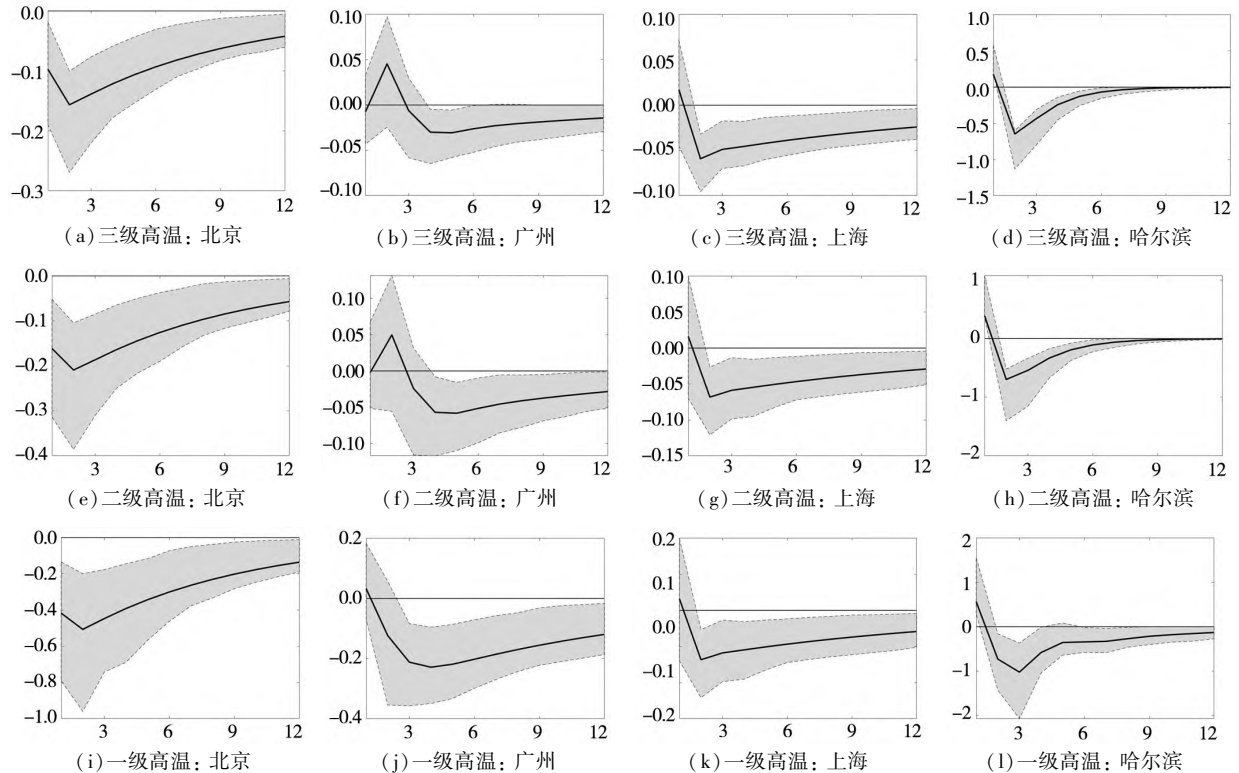 0.0
−0.1
−0.2
−0.3
3 6 9 12
(a)三级高温：北京
0.10
0.05
0.00
−0.05
−0.10
3 6 9 12
(b)三级高温：广州
0.10
0.05
0.00
−0.05
−0.10
3 6 9 12
(c)三级高温：上海
1.0
0.5
0.0
−0.5
−1.0
−1.5
3 6 9 12
(d)三级高温：哈尔滨
0.0
−0.1
−0.2
−0.3
−0.4
3 6 9 12
(e)二级高温：北京
0.10
0.05
0.00
−0.05
−0.10
3 6 9 12
(f)二级高温：广州
0.10
0.05
0.00
−0.05
−0.10
−0.15
3 6 9 12
(g)二级高温：上海
1
0
−1
−2
3 6 9 12
(h)二级高温：哈尔滨
0.0
−0.2
−0.4
−0.6
−0.8
−1.0
3 6 9 12
(i)一级高温：北京
0.2
0.0
−0.2
−0.4
3 6 9 12
(j)一级高温：广州
0.2
0.1
0.0
−0.1
−0.2
3 6 9 12
(k)一级高温：上海
2
1
0
−1
−2
3 6 9 12
(l)一级高温：哈尔滨